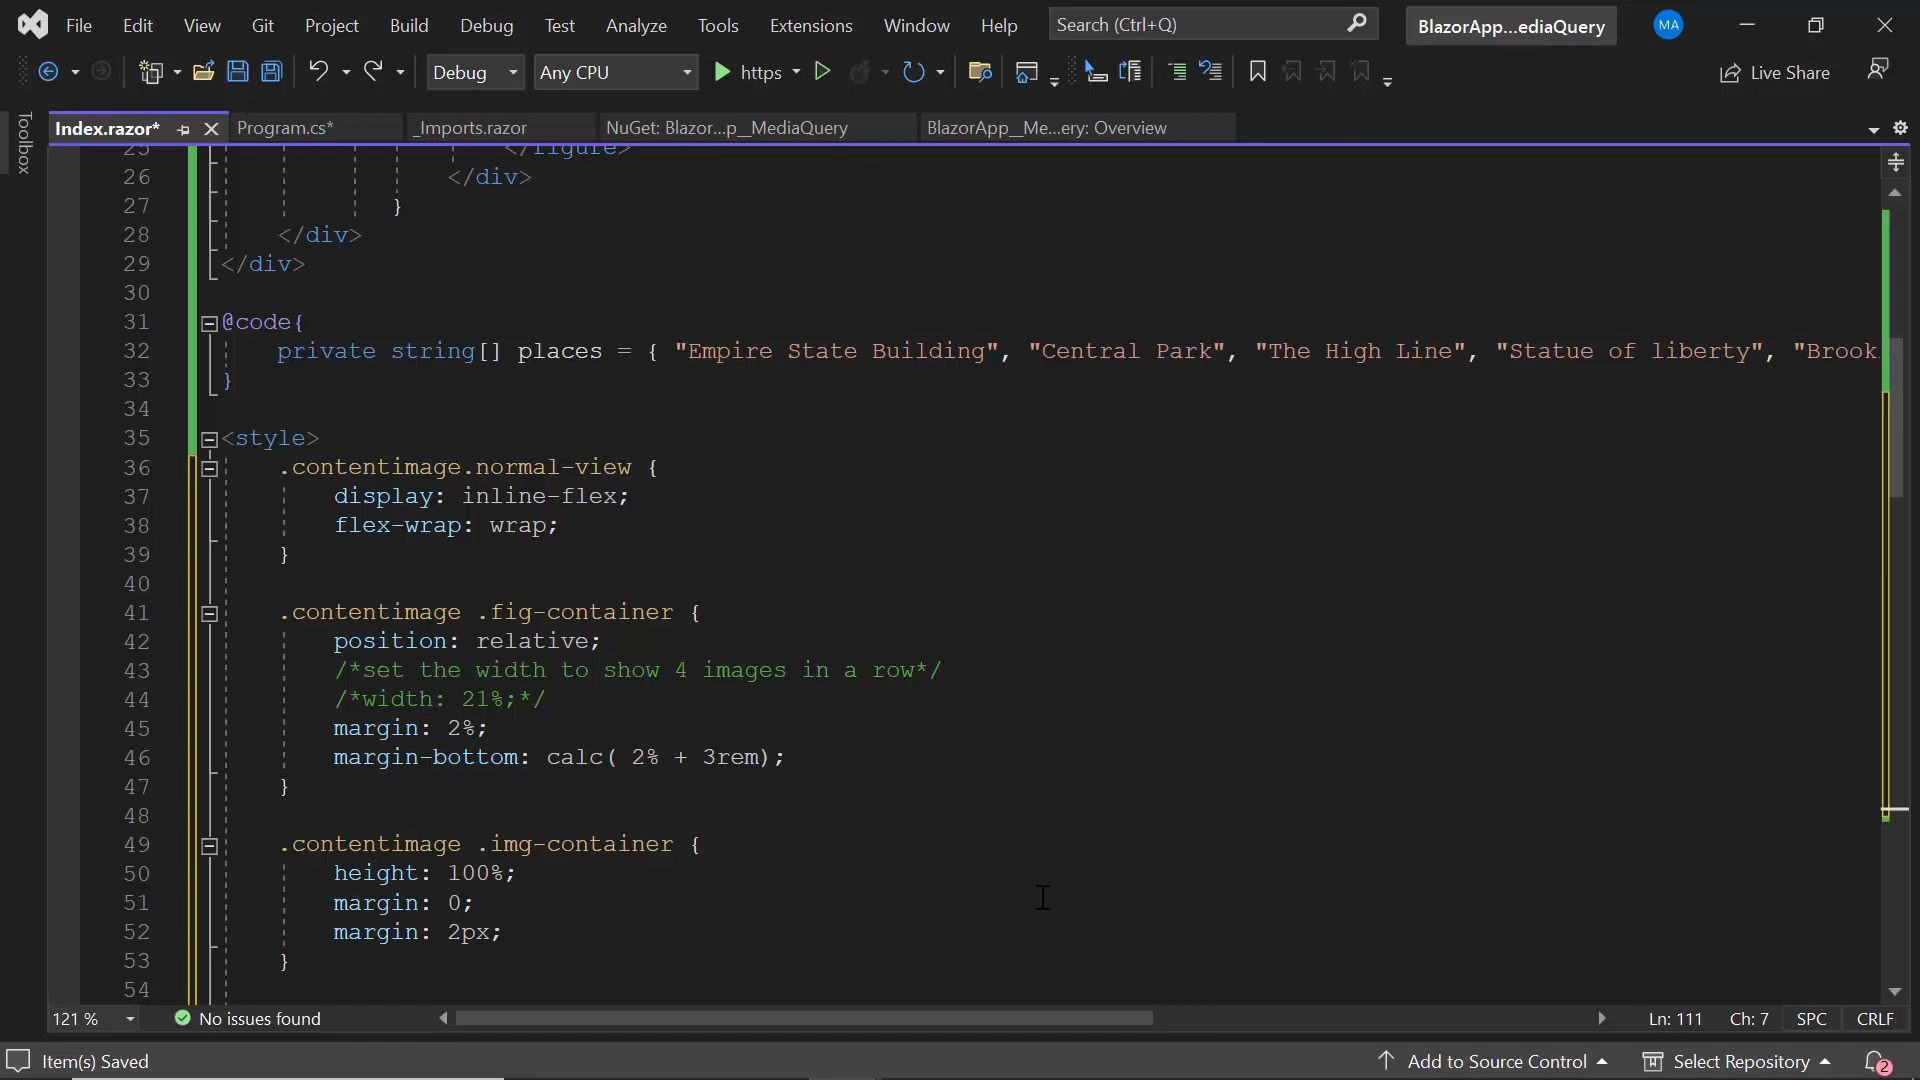 File Edit View Git Project Build Debug Test Analyze Tools Extensions Window Help Search (Ctrl+Q) BlazorApp...ediaQuery MA
Debug Any CPU https Live Share
Toolbox
Index.razor* Program.cs* _Imports.razor NuGet: Blazor...p__MediaQuery BlazorApp__Me...ery: Overview
25 </figure>
26 </div>
27 }
28 </div>
29 </div>
30
31 @code{
32 private string[] places = { "Empire State Building", "Central Park", "The High Line", "Statue of liberty", "Brook
33 }
34
35 <style>
36 .contentimage.normal-view {
37 display: inline-flex;
38 flex-wrap: wrap;
39 }
40
41 .contentimage .fig-container {
42 position: relative;
43 /*set the width to show 4 images in a row*/
44 /*width: 21%;*/
45 margin: 2%;
46 margin-bottom: calc( 2% + 3rem);
47 }
48
49 .contentimage .img-container {
50 height: 100%;
51 margin: 0;
52 margin: 2px;
53 }
54
121 % No issues found Ln: 111 Ch: 7 SPC CRLF
Item(s) Saved Add to Source Control Select Repository 2